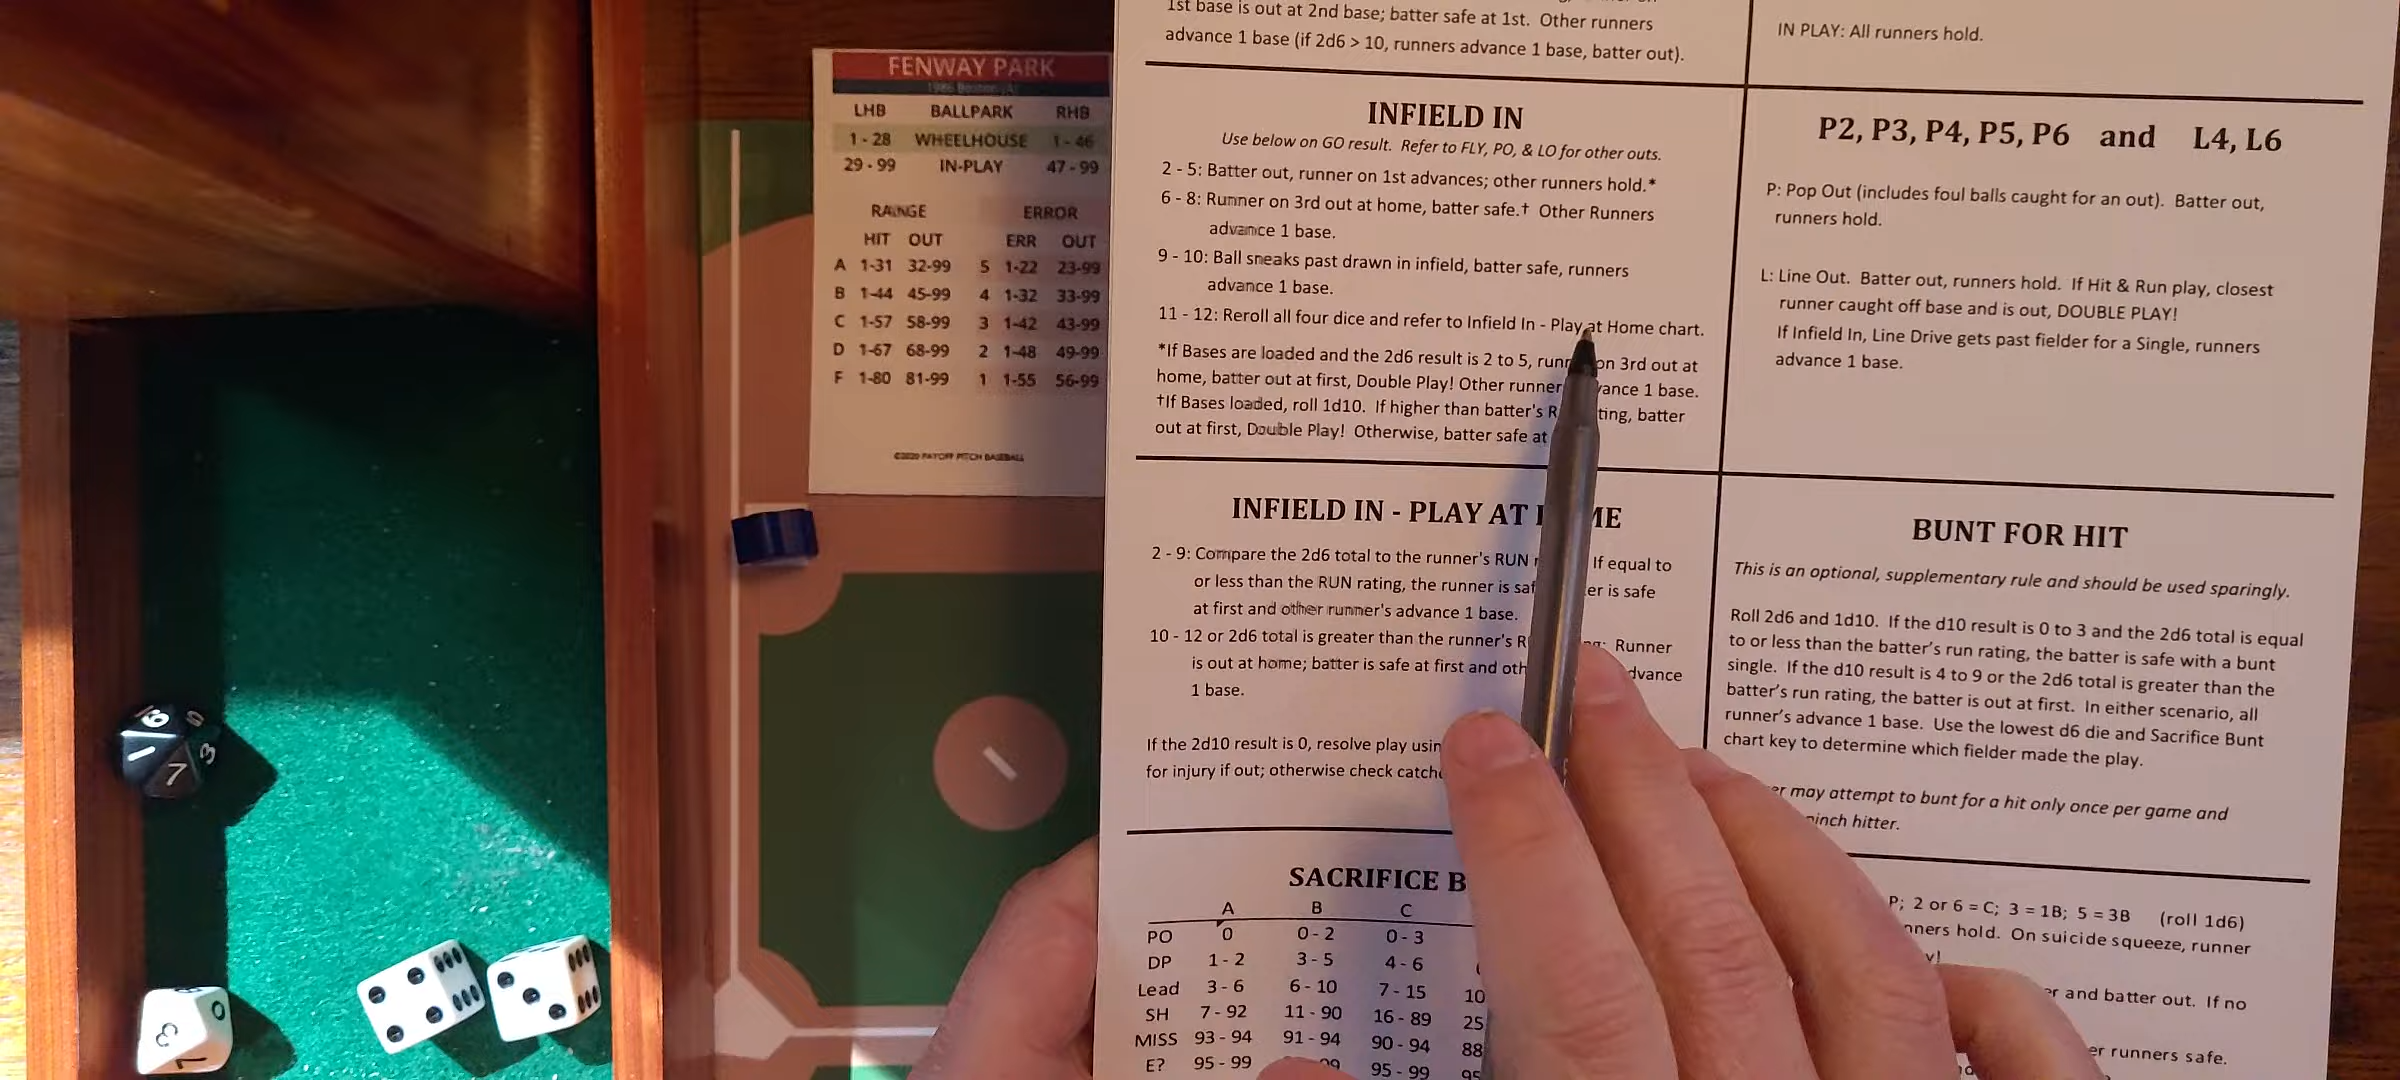 1st base is out at 2nd base; batter safe at 1st. Other runners
advance 1 base (if 2d6 > 10, runners advance 1 base, batter out).
IN PLAY: All runners hold.
FENWAY PARK
LHB BALLPARK RHB
1 - 28 WHEELHOUSE 1 - 46
29 - 99 IN-PLAY 47 - 99
RANGE ERROR
HIT OUT ERR OUT
A 1-31 32-99 5 1-22 23-99
B 1-44 45-99 4 1-32 33-99
C 1-57 58-99 3 1-42 43-99
D 1-67 68-99 2 1-48 49-99
F 1-80 81-99 1 1-55 56-99
©2020 PAYOFF PITCH BASEBALL
INFIELD IN
Use below on GO result. Refer to FLY, PO, & LO for other outs.
2 - 5: Batter out, runner on 1st advances; other runners hold.*
6 - 8: Runner on 3rd out at home, batter safe.† Other Runners
advance 1 base.
9 - 10: Ball sneaks past drawn in infield, batter safe, runners
advance 1 base.
11 - 12: Reroll all four dice and refer to Infield In - Play at Home chart.
*If Bases are loaded and the 2d6 result is 2 to 5, on 3rd out at
home, batter out at first, Double Play! Other 1 base.
†If Bases loaded, roll 1d10. If higher than batter's batter
out at first, Double Play! Otherwise, batter safe at
P2, P3, P4, P5, P6 and L4, L6
P: Pop Out (includes foul balls caught for an out). Batter out,
runners hold.
L: Line Out. Batter out, runners hold. If Hit & Run play, closest
runner caught off base and is out, DOUBLE PLAY!
If Infield In, Line Drive gets past fielder for a Single, runners
advance 1 base.
INFIELD IN - PLAY AT
2 - 9: Compare the 2d6 total to the runner's RUN If equal to
or less than the RUN rating, the runner is is safe
at first and other runner's advance 1 base.
10 - 12 or 2d6 total is greater than the runner's Runner
is out at home; batter is safe at first and
1 base.
If the 2d10 result is 0, resolve play
for injury if out; otherwise check
BUNT FOR HIT
This is an optional, supplementary rule and should be used sparingly.
Roll 2d6 and 1d10. If the d10 result is 0 to 3 and the 2d6 total is equal
to or less than the batter's run rating, the batter is safe with a bunt
single. If the d10 result is 4 to 9 or the 2d6 total is greater than the
batter's run rating, the batter is out at first. In either scenario, all
runner's advance 1 base. Use the lowest d6 die and Sacrifice Bunt
chart key to determine which fielder made the play.
may attempt to bunt for a hit only once per game and
hitter.
SACRIFICE
A B C
PO 0 0 - 2 0 - 3
DP 1 - 2 3 - 5 4 - 6
Lead 3 - 6 6 - 10 7 - 15 10
SH 7 - 92 11 - 90 16 - 89 25
MISS 93 - 94 91 - 94 90 - 94 88
E? 95 - 99 95 - 99
P; 2 or 6 = C; 3 = 1B; 5 = 3B (roll 1d6)
hold. On suicide squeeze, runner
and batter out. If no
runners safe.
6
1
7
3
0
3